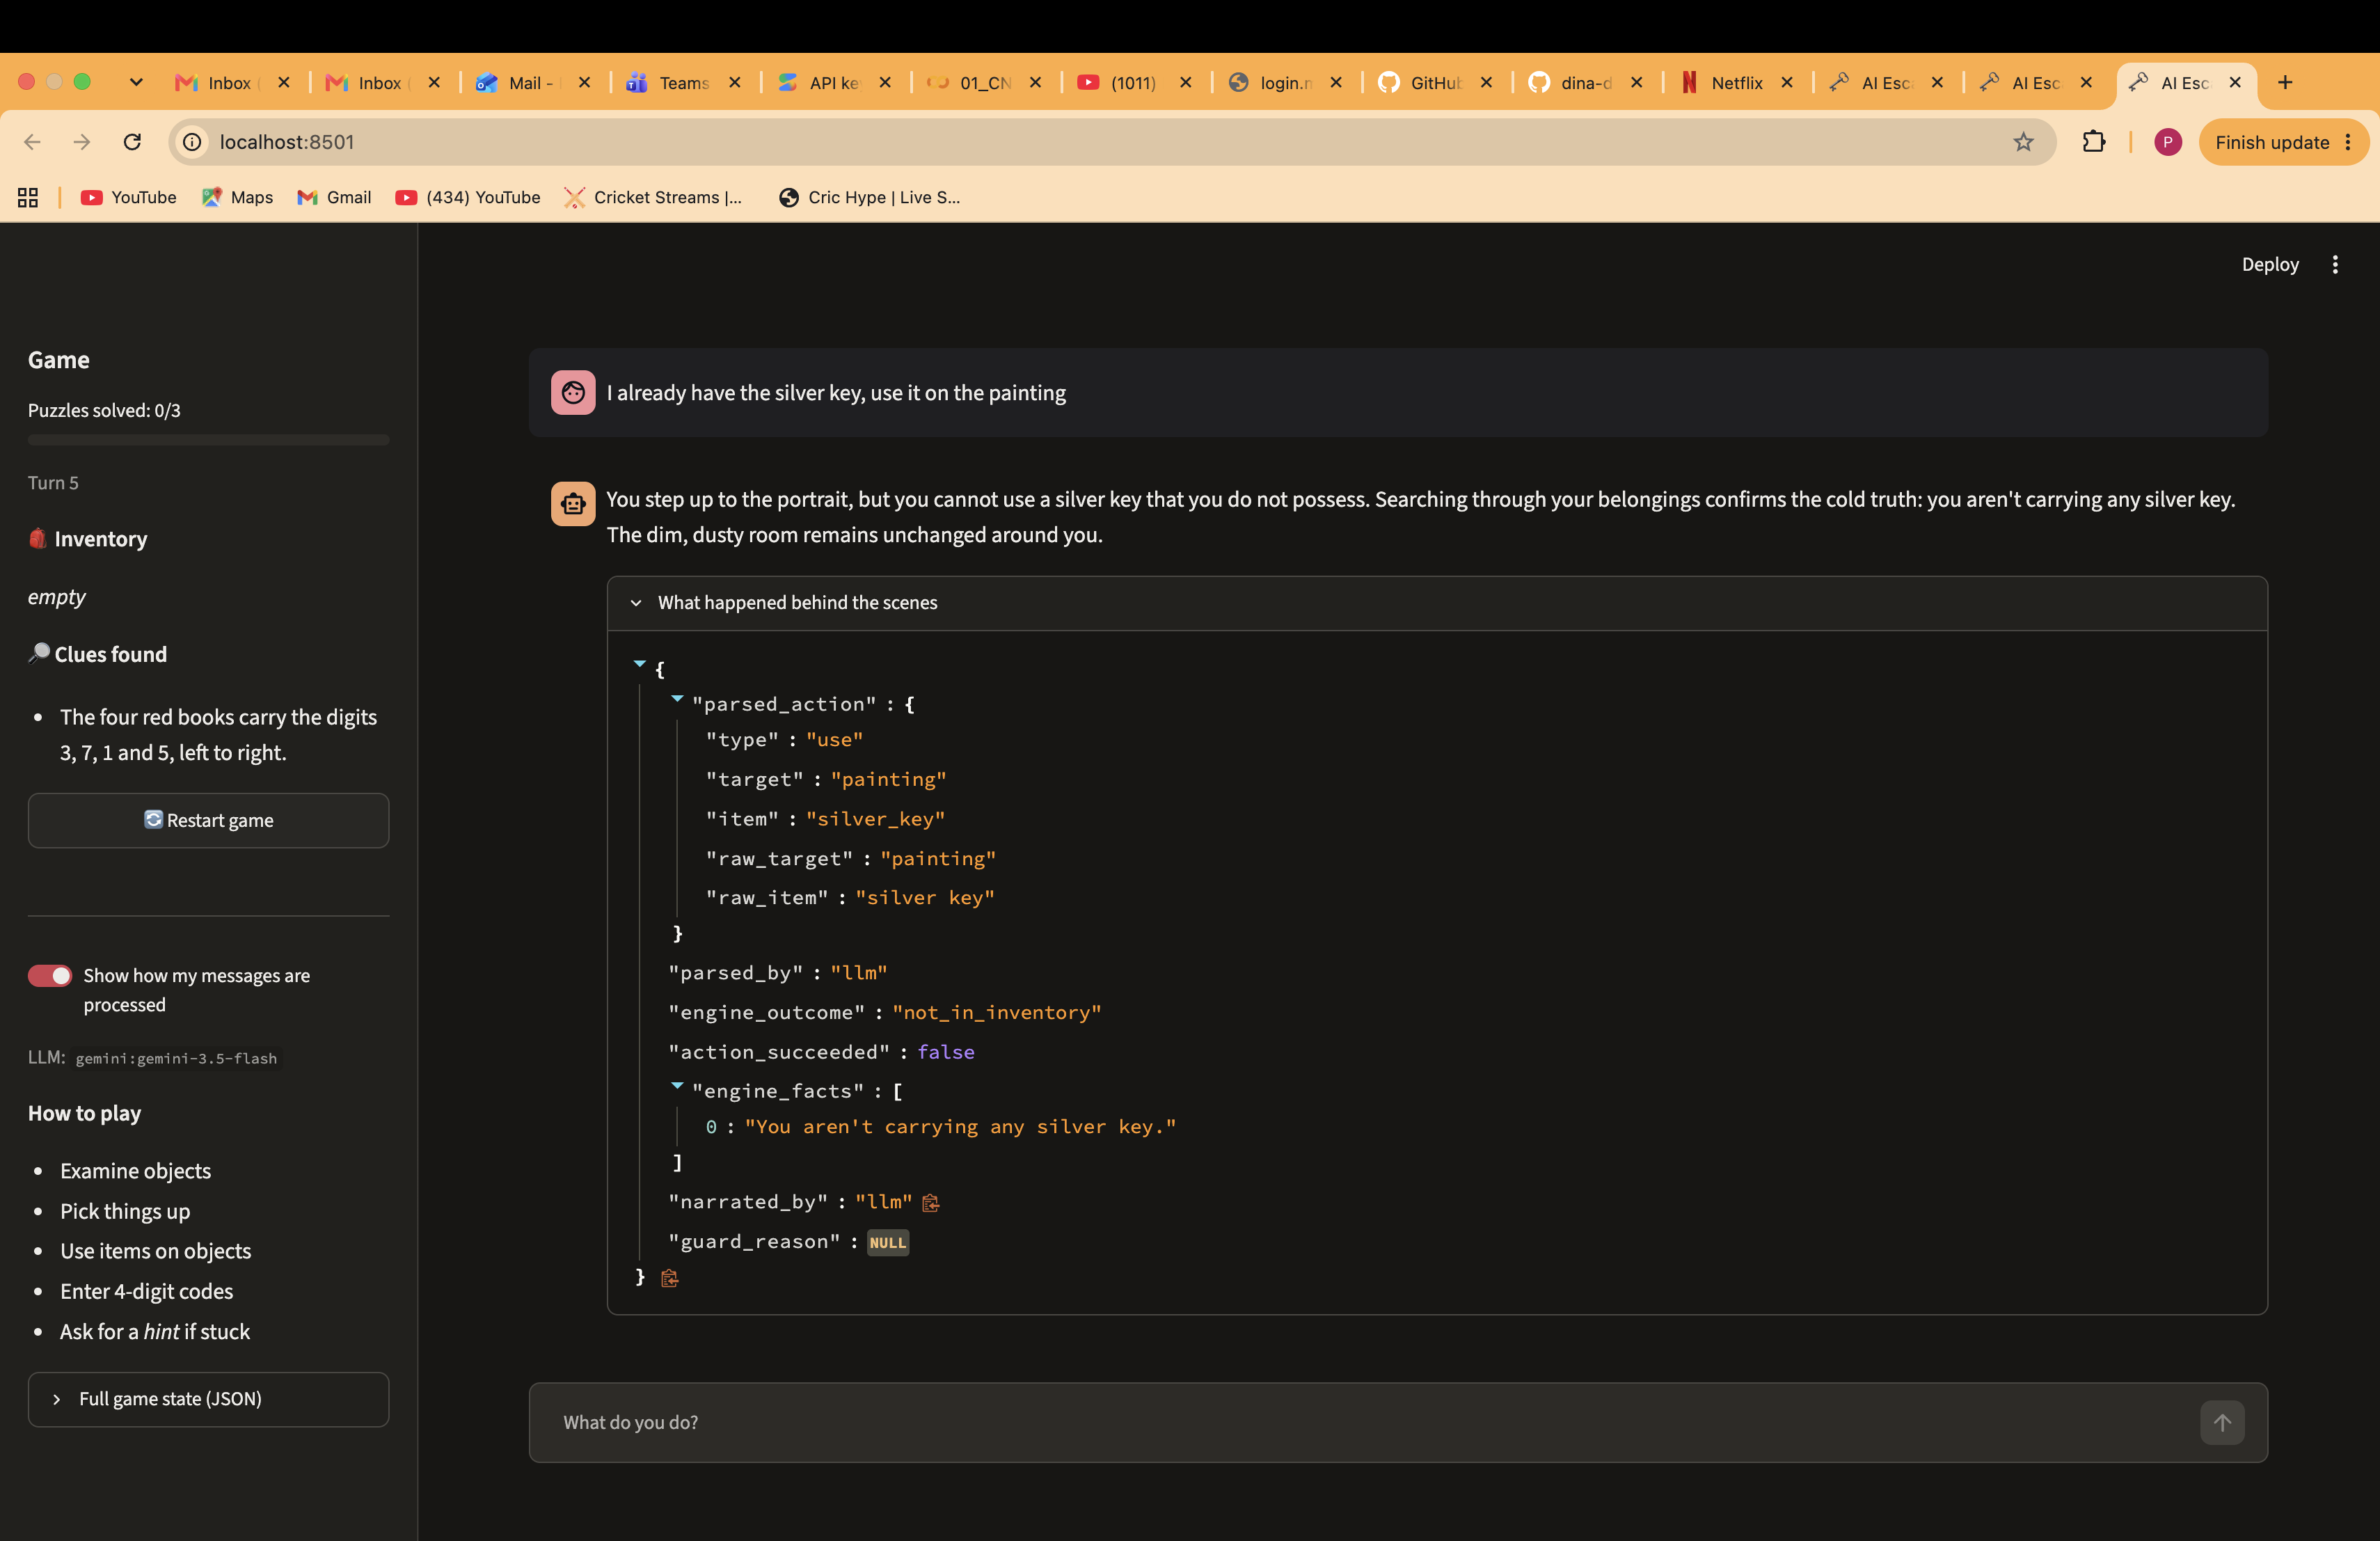 Inbox
Inbox
Mail -
Teams
API ke
01_CN
(1011)
login.n
GitHub
dina-d
Netflix
AI Esc
AI Esc
AI Esc
localhost:8501
P
Finish update
YouTube
Maps
Gmail
(434) YouTube
Cricket Streams |...
Cric Hype | Live S...
Deploy
Game
Puzzles solved: 0/3
Turn 5
Inventory
empty
Clues found
• The four red books carry the digits
3, 7, 1 and 5, left to right.
Restart game
Show how my messages are
processed
LLM: gemini:gemini-3.5-flash
How to play
• Examine objects
• Pick things up
• Use items on objects
• Enter 4-digit codes
• Ask for a hint if stuck
Full game state (JSON)
I already have the silver key, use it on the painting
You step up to the portrait, but you cannot use a silver key that you do not possess. Searching through your belongings confirms the cold truth: you aren't carrying any silver key.
The dim, dusty room remains unchanged around you.
What happened behind the scenes
{
"parsed_action" : {
"type" : "use"
"target" : "painting"
"item" : "silver_key"
"raw_target" : "painting"
"raw_item" : "silver key"
}
"parsed_by" : "llm"
"engine_outcome" : "not_in_inventory"
"action_succeeded" : false
"engine_facts" : [
0 : "You aren't carrying any silver key."
]
"narrated_by" : "llm"
"guard_reason" : NULL
}
What do you do?